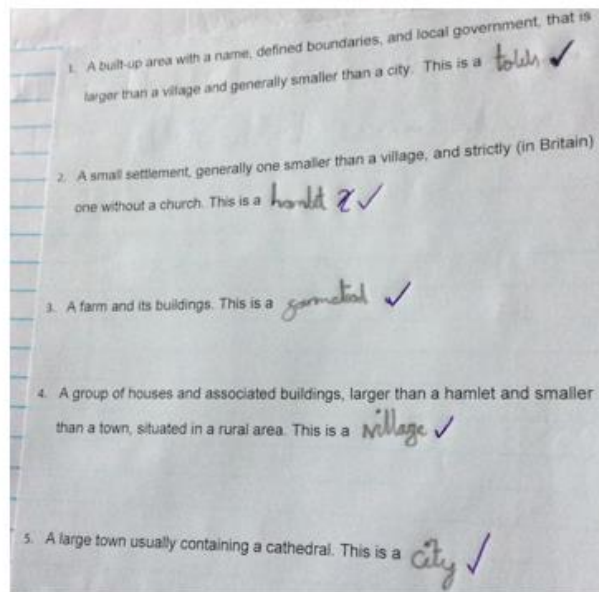 1. A built-up area with a name, defined boundaries, and local government, that is
larger than a village and generally smaller than a city. This is a town ✓
2. A small settlement, generally one smaller than a village, and strictly (in Britain)
one without a church. This is a hamlet ✓
3. A farm and its buildings. This is a ✓
4. A group of houses and associated buildings, larger than a hamlet and smaller
than a town, situated in a rural area. This is a village ✓
5. A large town usually containing a cathedral. This is a city ✓